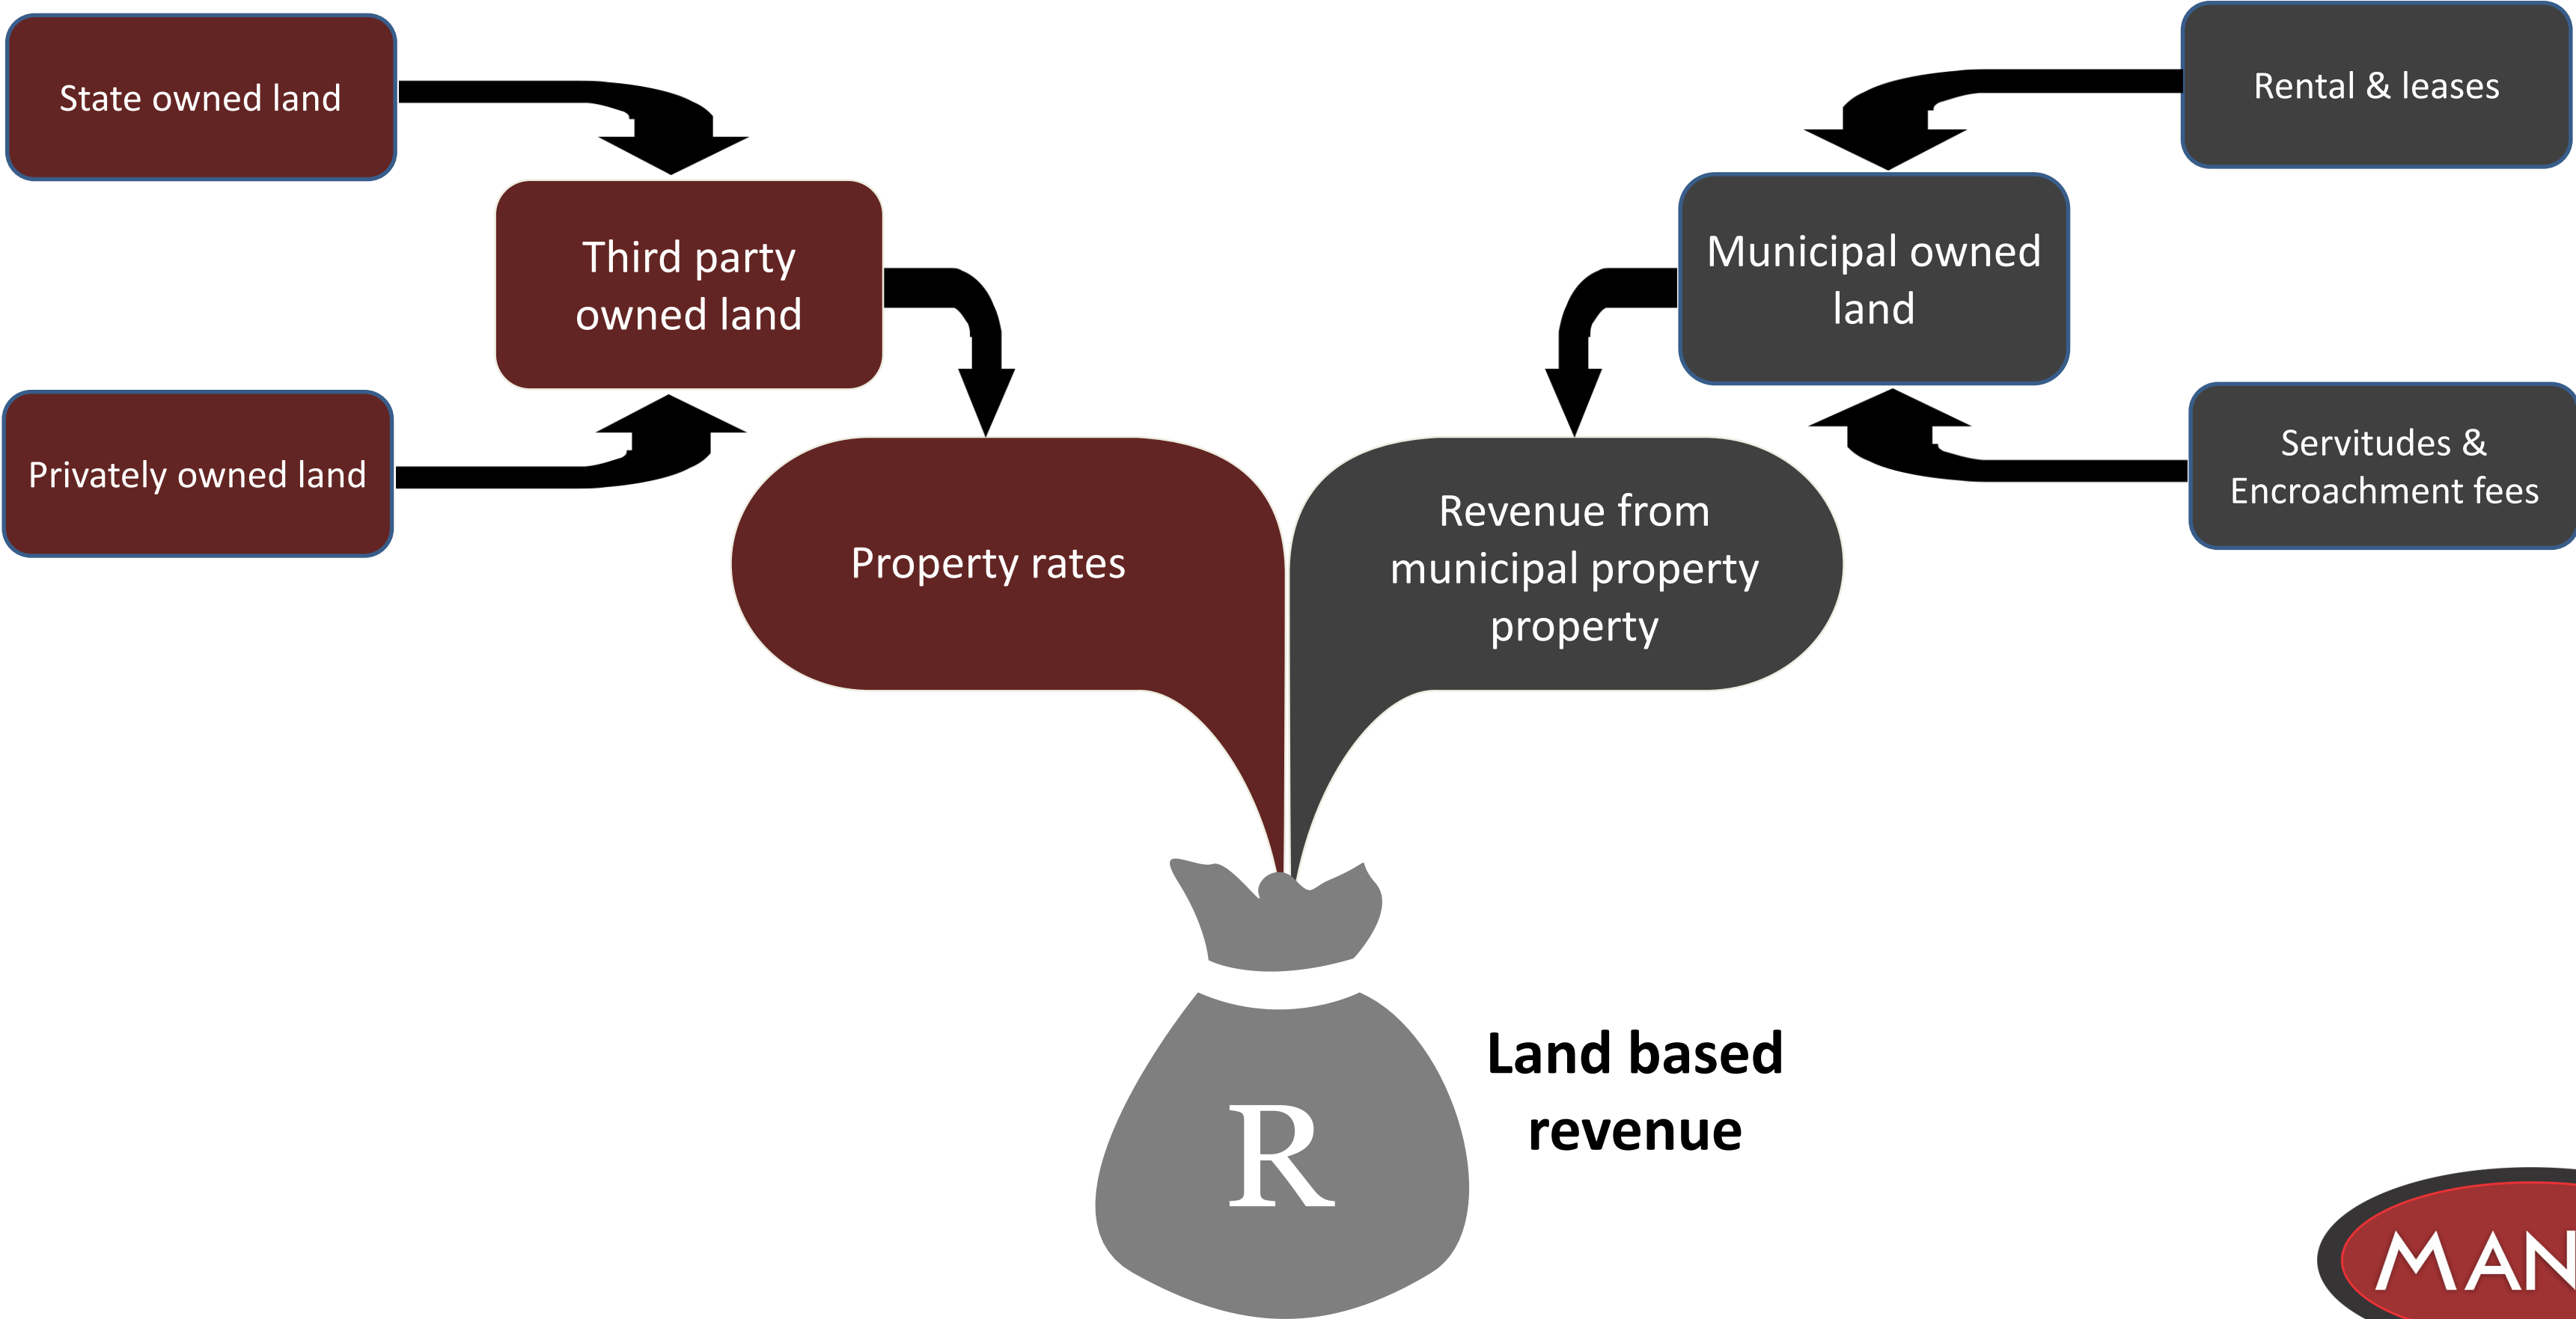 State owned land
Rental & leases
Third party
owned land
Municipal owned
land
Privately owned land
Servitudes &
Encroachment fees
Property rates
Revenue from
municipal property
property
Land based
revenue
R
MAN